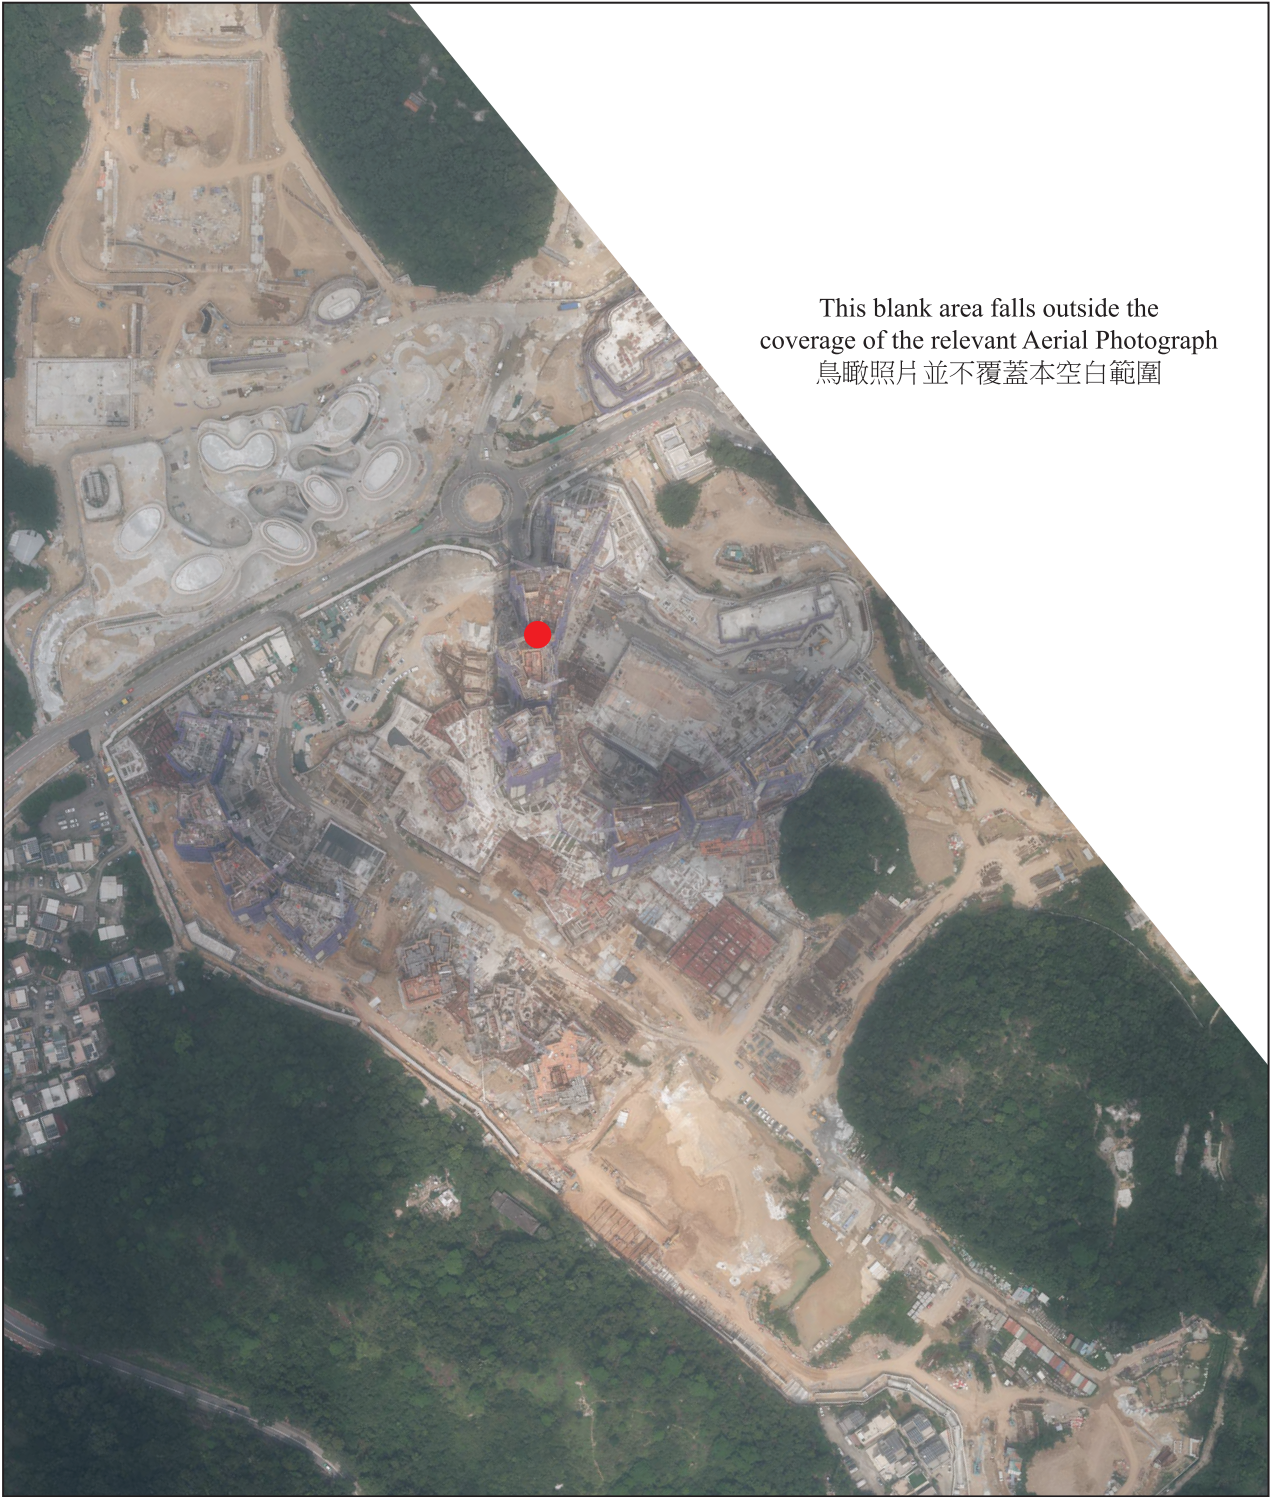 This blank area falls outside the
coverage of the relevant Aerial Photograph
鳥瞰照片並不覆蓋本空白範圍